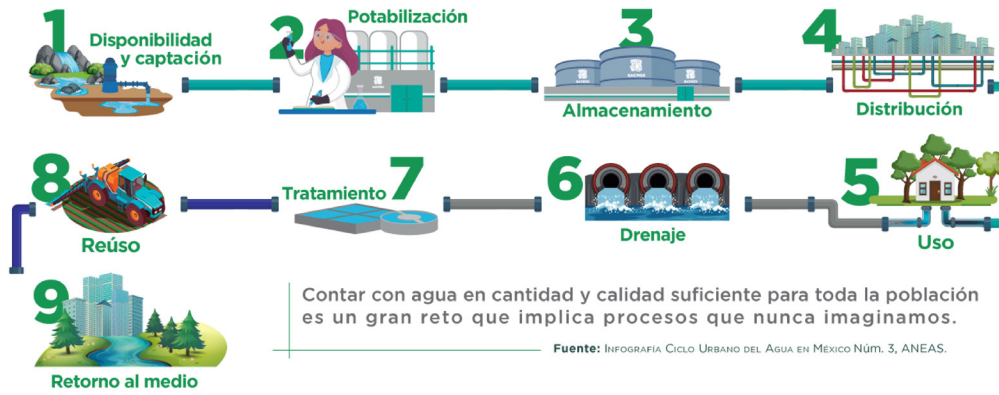 1
Disponibilidad
y captación
2
Potabilización
3
Almacenamiento
4
Distribución
8
Reúso
Tratamiento 7
6
Drenaje
5
Uso
9
Retorno al medio
Contar con agua en cantidad y calidad suficiente para toda la población
es un gran reto que implica procesos que nunca imaginamos.
Fuente: Infografía Ciclo Urbano del Agua en México Núm. 3, ANEAS.